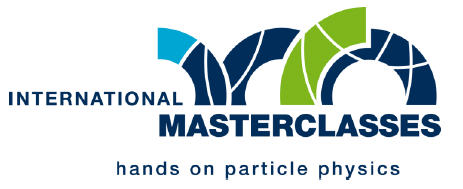 INTERNATIONAL
MASTERCLASSES
hands on particle physics